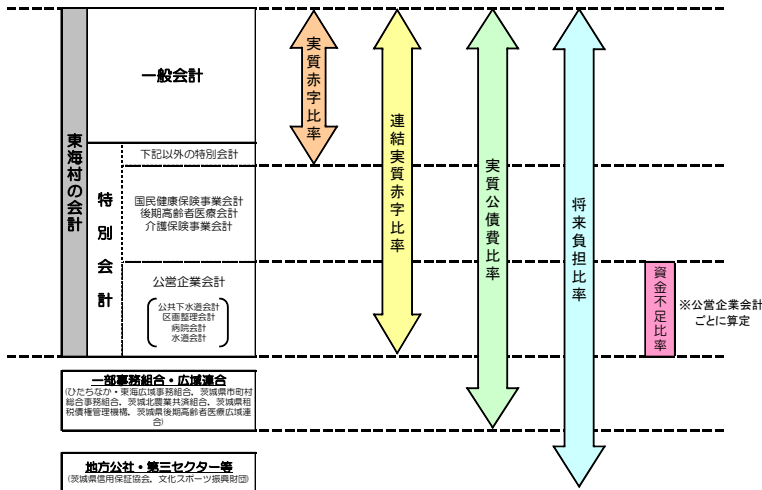 東海村の会計
一般会計
特別会計
下記以外の特別会計
国民健康保険事業会計
後期高齢者医療会計
介護保険事業会計
公営企業会計
公共下水道会計
区画整理会計
病院会計
水道会計
一部事務組合・広域連合
(ひたちなか・東海広域事務組合、茨城県市町村
総合事務組合、茨城北農業共済組合、茨城県租
税債権管理機構、茨城県後期高齢者医療広域連
合)
地方公社・第三セクター等
(茨城県信用保証協会、文化スポーツ振興財団)
実質赤字比率
連結実質赤字比率
実質公債費比率
将来負担比率
資金不足比率
※公営企業会計
ごとに算定